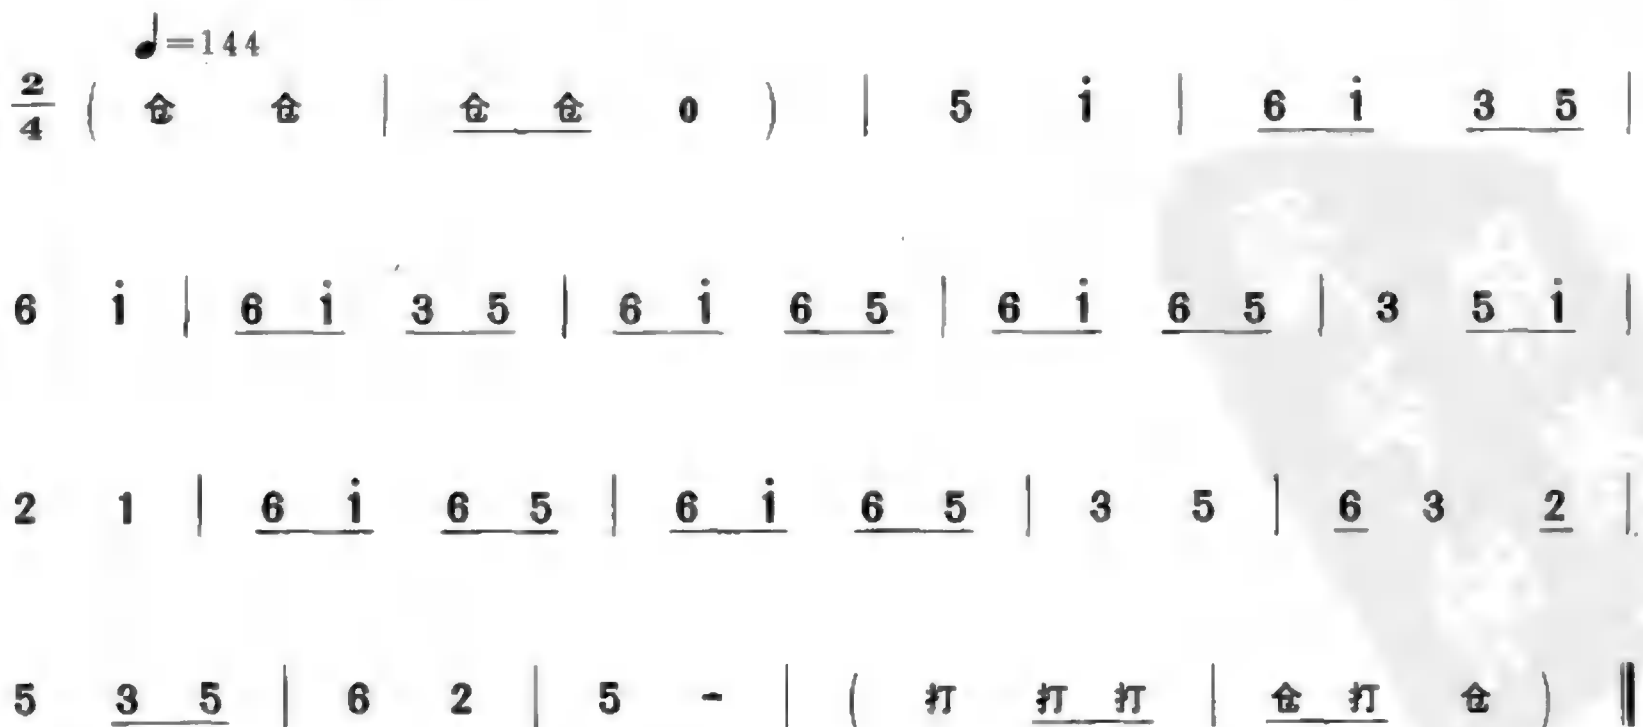 ♩=144
2/4 ( 仓 仓 | 仓 仓 0 ) | 5 i̇ | 6 i̇ 3 5 |
6 i̇ | 6 i̇ 3 5 | 6 i̇ 6 5 | 6 i̇ 6 5 | 3 5 i̇ |
2 1 | 6 i̇ 6 5 | 6 i̇ 6 5 | 3 5 | 6 3 2 |
5 3 5 | 6 2 | 5 - | ( 打 打 打 | 仓 打 仓 ) ‖